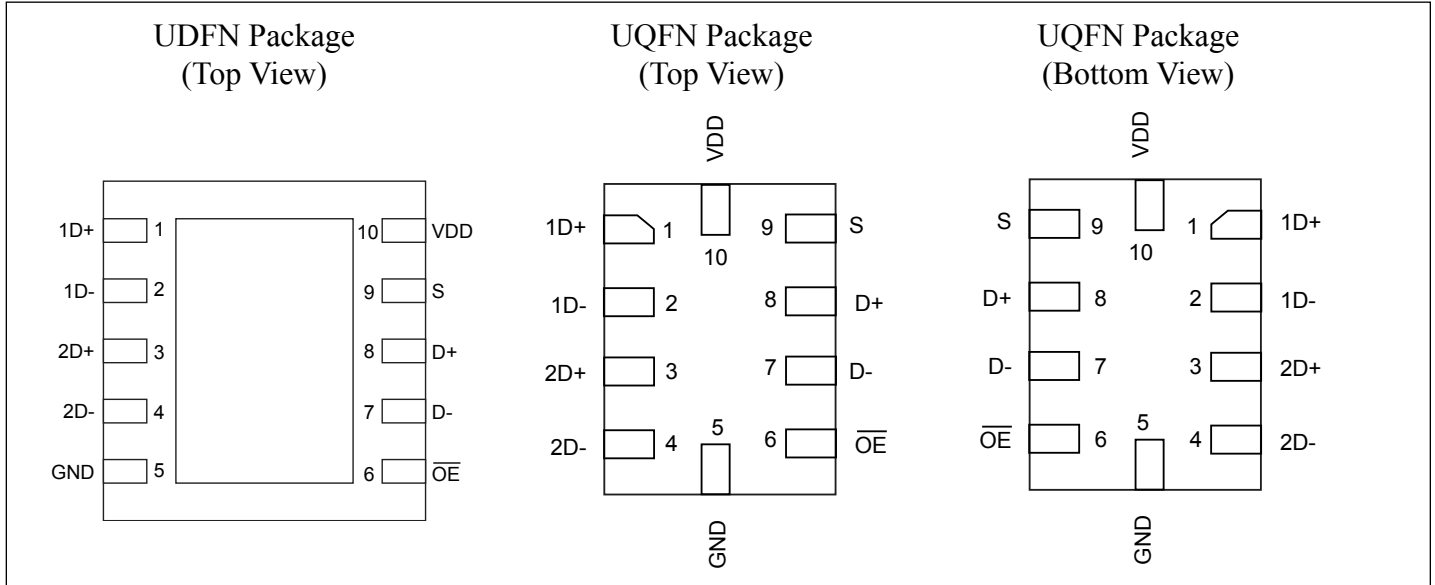 UDFN Package
(Top View)
1D+ 1
1D- 2
2D+ 3
2D- 4
GND 5
10 VDD
9 S
8 D+
7 D-
6 O̅E̅
UQFN Package
(Top View)
VDD
10
1D+ 1
1D- 2
2D+ 3
2D- 4
9 S
8 D+
7 D-
6 O̅E̅
5
GND
UQFN Package
(Bottom View)
VDD
10
S 9
D+ 8
D- 7
O̅E̅ 6
1 1D+
2 1D-
3 2D+
4 2D-
5
GND